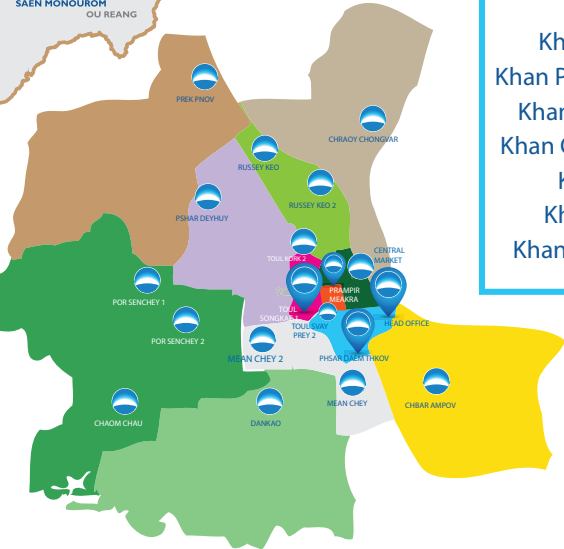 SAEN MONOUROM
OU REANG
Kh
Khan P
Khan
Khan
K
Kh
Khan
PREK PNOV
CHRAOY CHONGVAR
RUSSEY KEO
RUSSEY KEO 2
PSHAR DEYHUY
TOUL KORK 2
CENTRAL
MARKET
POR SENCHEY 1
PRAMPIR
MEAKRA
TOUL
SONGKAE 1
HEAD OFFICE
POR SENCHEY 2
TOUL SVAY
PREY 2
MEAN CHEY 2
PHSAR DAEM THKOV
MEAN CHEY
CHBAR AMPOV
CHAOM CHAU
DANKAO